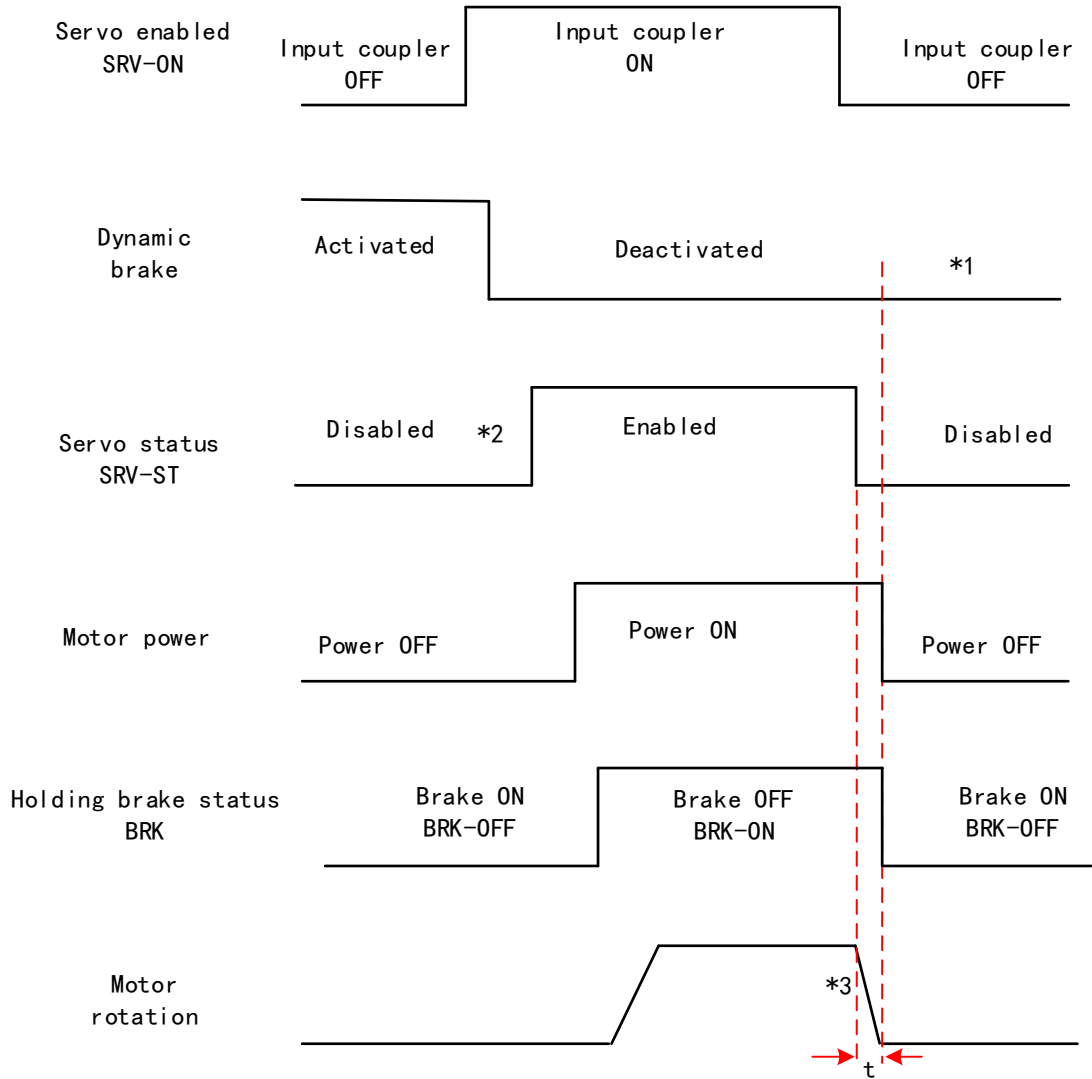 Servo enabled
SRV-ON
Input coupler
OFF
Input coupler
ON
Input coupler
OFF
Dynamic
brake
Activated
Deactivated
*1
Servo status
SRV-ST
Disabled
*2
Enabled
Disabled
Motor power
Power OFF
Power ON
Power OFF
Holding brake status
BRK
Brake ON
BRK-OFF
Brake OFF
BRK-ON
Brake ON
BRK-OFF
Motor
rotation
*3
t